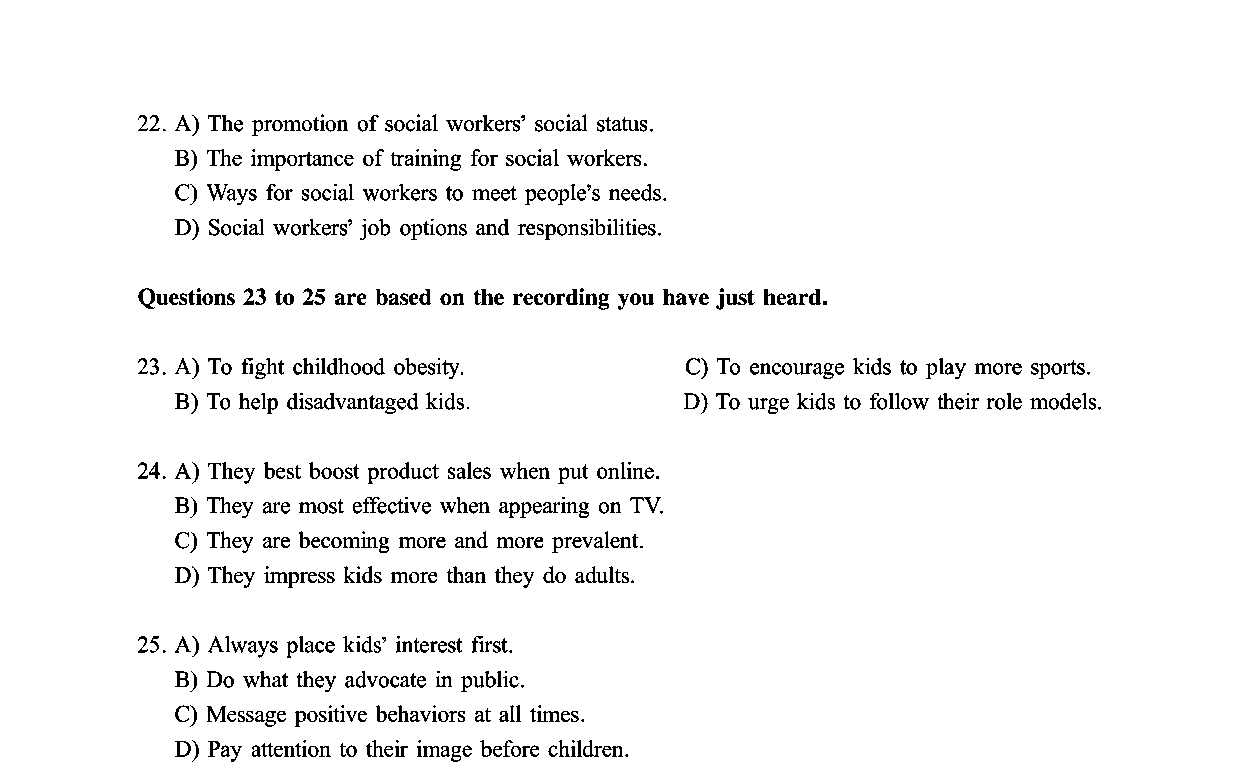 22. A) The promotion of social workers' social status.
B) The importance of training for social workers.
C) Ways for social workers to meet people's needs.
D) Social workers' job options and responsibilities.
Questions 23 to 25 are based on the recording you have just heard.
23. A) To fight childhood obesity. C) To encourage kids to play more sports.
B) To help disadvantaged kids. D) To urge kids to follow their role models.
24. A) They best boost product sales when put online.
B) They are most effective when appearing on TV.
C) They are becoming more and more prevalent.
D) They impress kids more than they do adults.
25. A) Always place kids' interest first.
B) Do what they advocate in public.
C) Message positive behaviors at all times.
D) Pay attention to their image before children.